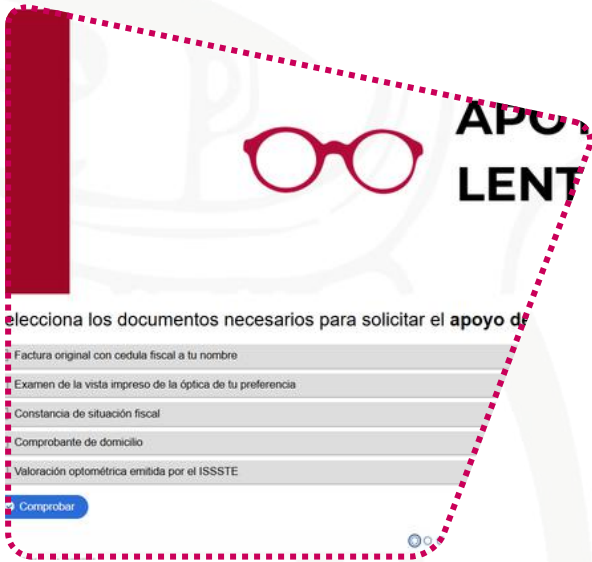 LENT
elecciona los documentos necesarios para solicitar el apoyo de
Factura original con cedula fiscal a tu nombre
Examen de la vista impreso de la óptica de tu preferencia
Constancia de situación fiscal
Comprobante de domicilio
Valoración optométrica emitida por el ISSSTE
Comprobar